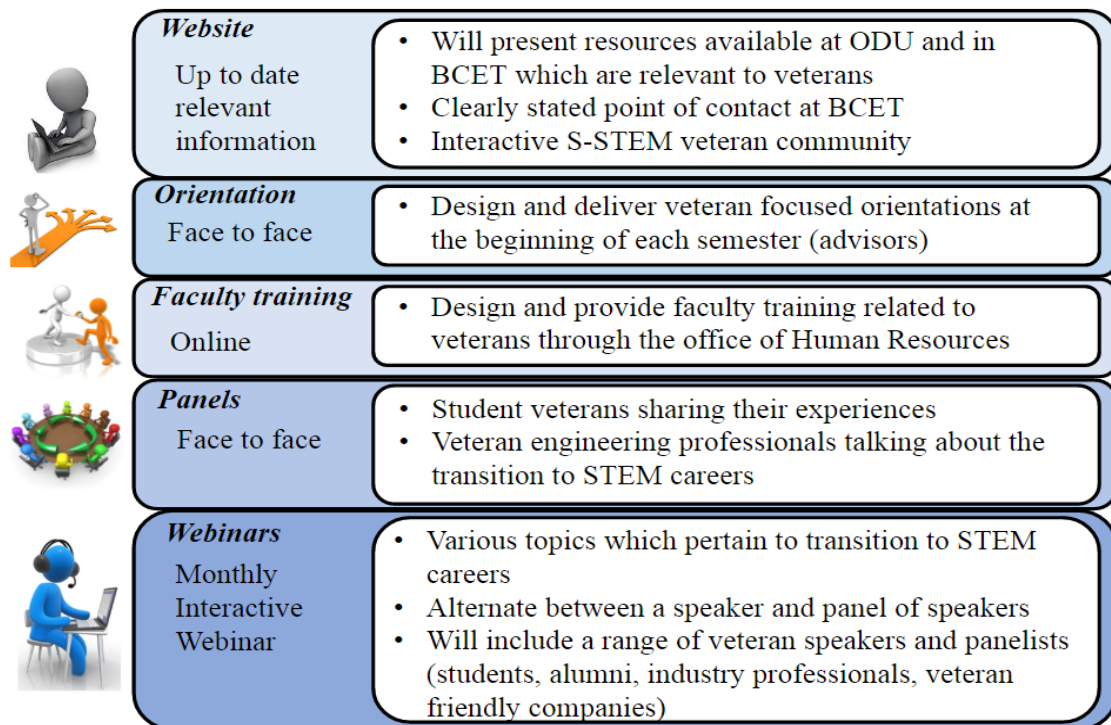 Website
Up to date
relevant
information
• Will present resources available at ODU and in
BCET which are relevant to veterans
• Clearly stated point of contact at BCET
• Interactive S-STEM veteran community
Orientation
Face to face
• Design and deliver veteran focused orientations at
the beginning of each semester (advisors)
Faculty training
Online
• Design and provide faculty training related to
veterans through the office of Human Resources
Panels
Face to face
• Student veterans sharing their experiences
• Veteran engineering professionals talking about the
transition to STEM careers
Webinars
Monthly
Interactive
Webinar
• Various topics which pertain to transition to STEM
careers
• Alternate between a speaker and panel of speakers
• Will include a range of veteran speakers and panelists
(students, alumni, industry professionals, veteran
friendly companies)